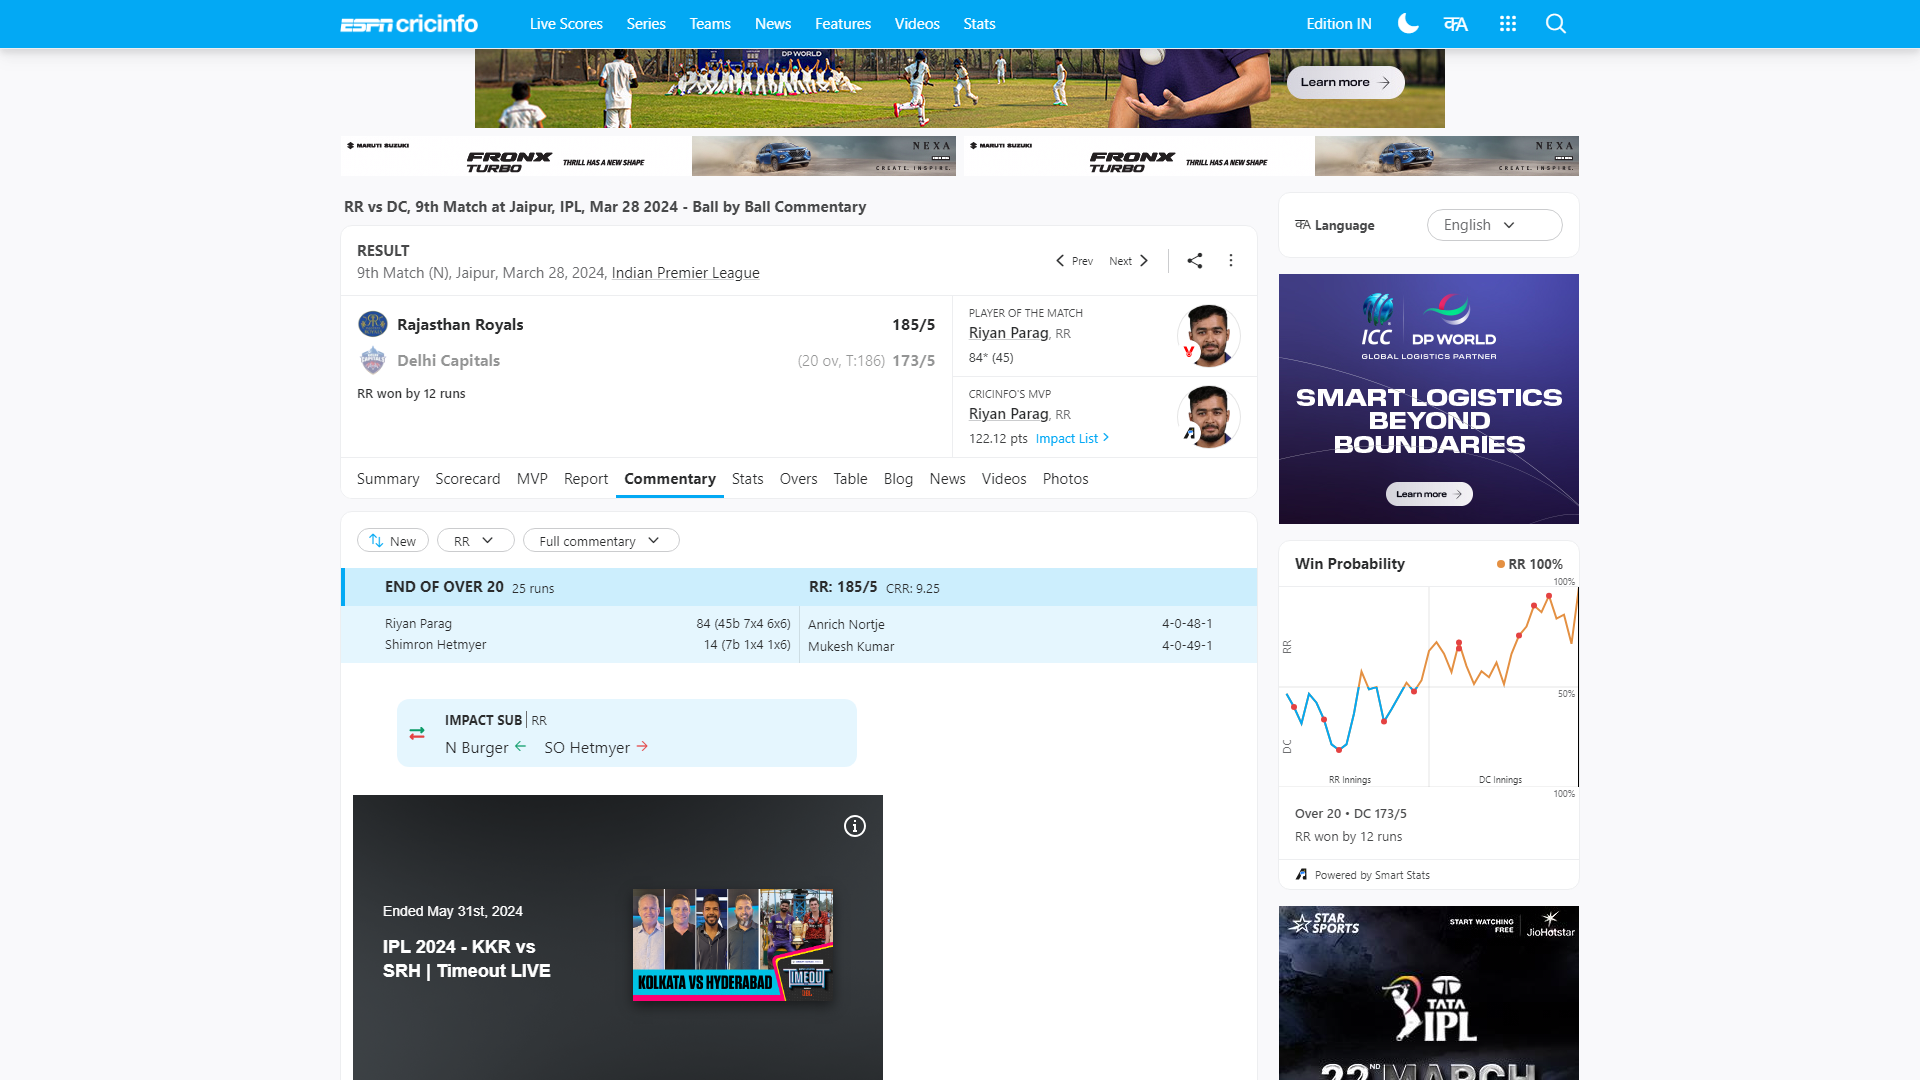 ESPN cricinfo
Live Scores Series Teams News Features Videos Stats
Edition IN कA
DP WORLD
Learn more
MARUTI SUZUKI
FRONX
TURBO
THRILL HAS A NEW SHAPE
NEXA
CREATE. INSPIRE.
MARUTI SUZUKI
FRONX
TURBO
THRILL HAS A NEW SHAPE
NEXA
CREATE. INSPIRE.
RR vs DC, 9th Match at Jaipur, IPL, Mar 28 2024 - Ball by Ball Commentary
RESULT
9th Match (N), Jaipur, March 28, 2024, Indian Premier League
Prev Next
Rajasthan Royals 185/5
Delhi Capitals (20 ov, T:186) 173/5
RR won by 12 runs
PLAYER OF THE MATCH
Riyan Parag, RR
84* (45)
CRICINFO'S MVP
Riyan Parag, RR
122.12 pts Impact List
Summary Scorecard MVP Report Commentary Stats Overs Table Blog News Videos Photos
New RR Full commentary
END OF OVER 20 25 runs RR: 185/5 CRR: 9.25
Riyan Parag 84 (45b 7x4 6x6) Anrich Nortje 4-0-48-1
Shimron Hetmyer 14 (7b 1x4 1x6) Mukesh Kumar 4-0-49-1
IMPACT SUB RR
N Burger SO Hetmyer
Ended May 31st, 2024
IPL 2024 - KKR vs
SRH | Timeout LIVE
KOLKATA VS HYDERABAD
TIMEOUT
कA Language English
ICC DP WORLD
GLOBAL LOGISTICS PARTNER
SMART LOGISTICS
BEYOND
BOUNDARIES
Learn more
Win Probability RR 100%
100%
RR
50%
DC
RR Innings DC Innings
100%
Over 20 • DC 173/5
RR won by 12 runs
Powered by Smart Stats
STAR
SPORTS
START WATCHING
FREE
JioHotstar
TATA
IPL
22ND MARCH